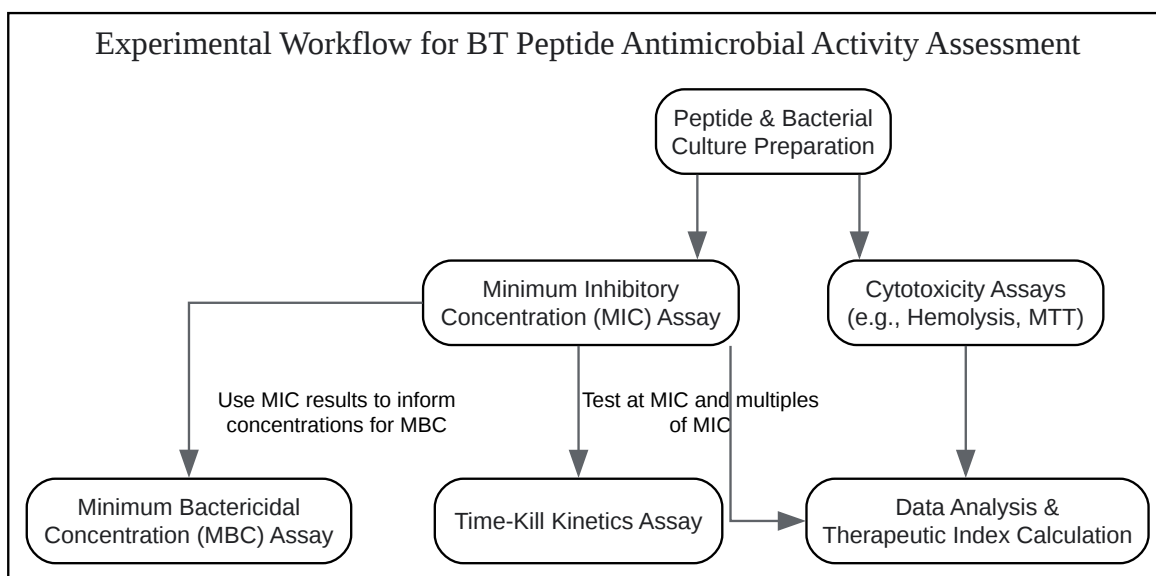 Experimental Workflow for BT Peptide Antimicrobial Activity Assessment
Peptide & Bacterial
Culture Preparation
Minimum Inhibitory
Concentration (MIC) Assay
Cytotoxicity Assays
(e.g., Hemolysis, MTT)
Use MIC results to inform
concentrations for MBC
Test at MIC and multiples
of MIC
Minimum Bactericidal
Concentration (MBC) Assay
Time-Kill Kinetics Assay
Data Analysis &
Therapeutic Index Calculation